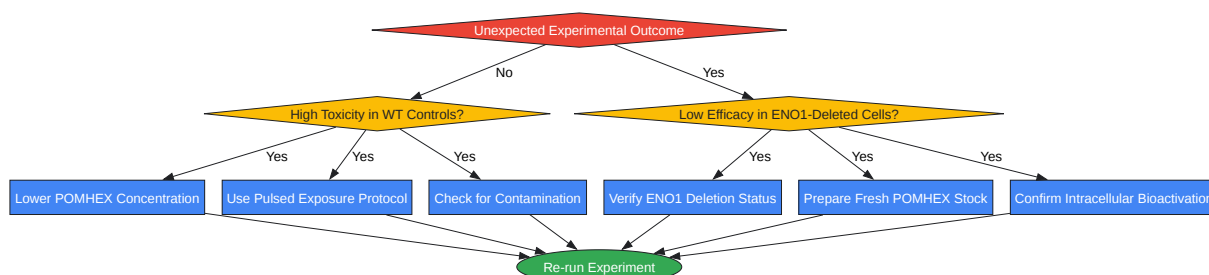 Unexpected Experimental Outcome
No
Yes
High Toxicity in WT Controls?
Low Efficacy in ENO1-Deleted Cells?
Yes
Yes
Yes
Yes
Yes
Yes
Lower POMHEX Concentration
Use Pulsed Exposure Protocol
Check for Contamination
Verify ENO1 Deletion Status
Prepare Fresh POMHEX Stock
Confirm Intracellular Bioactivation
Re-run Experiment